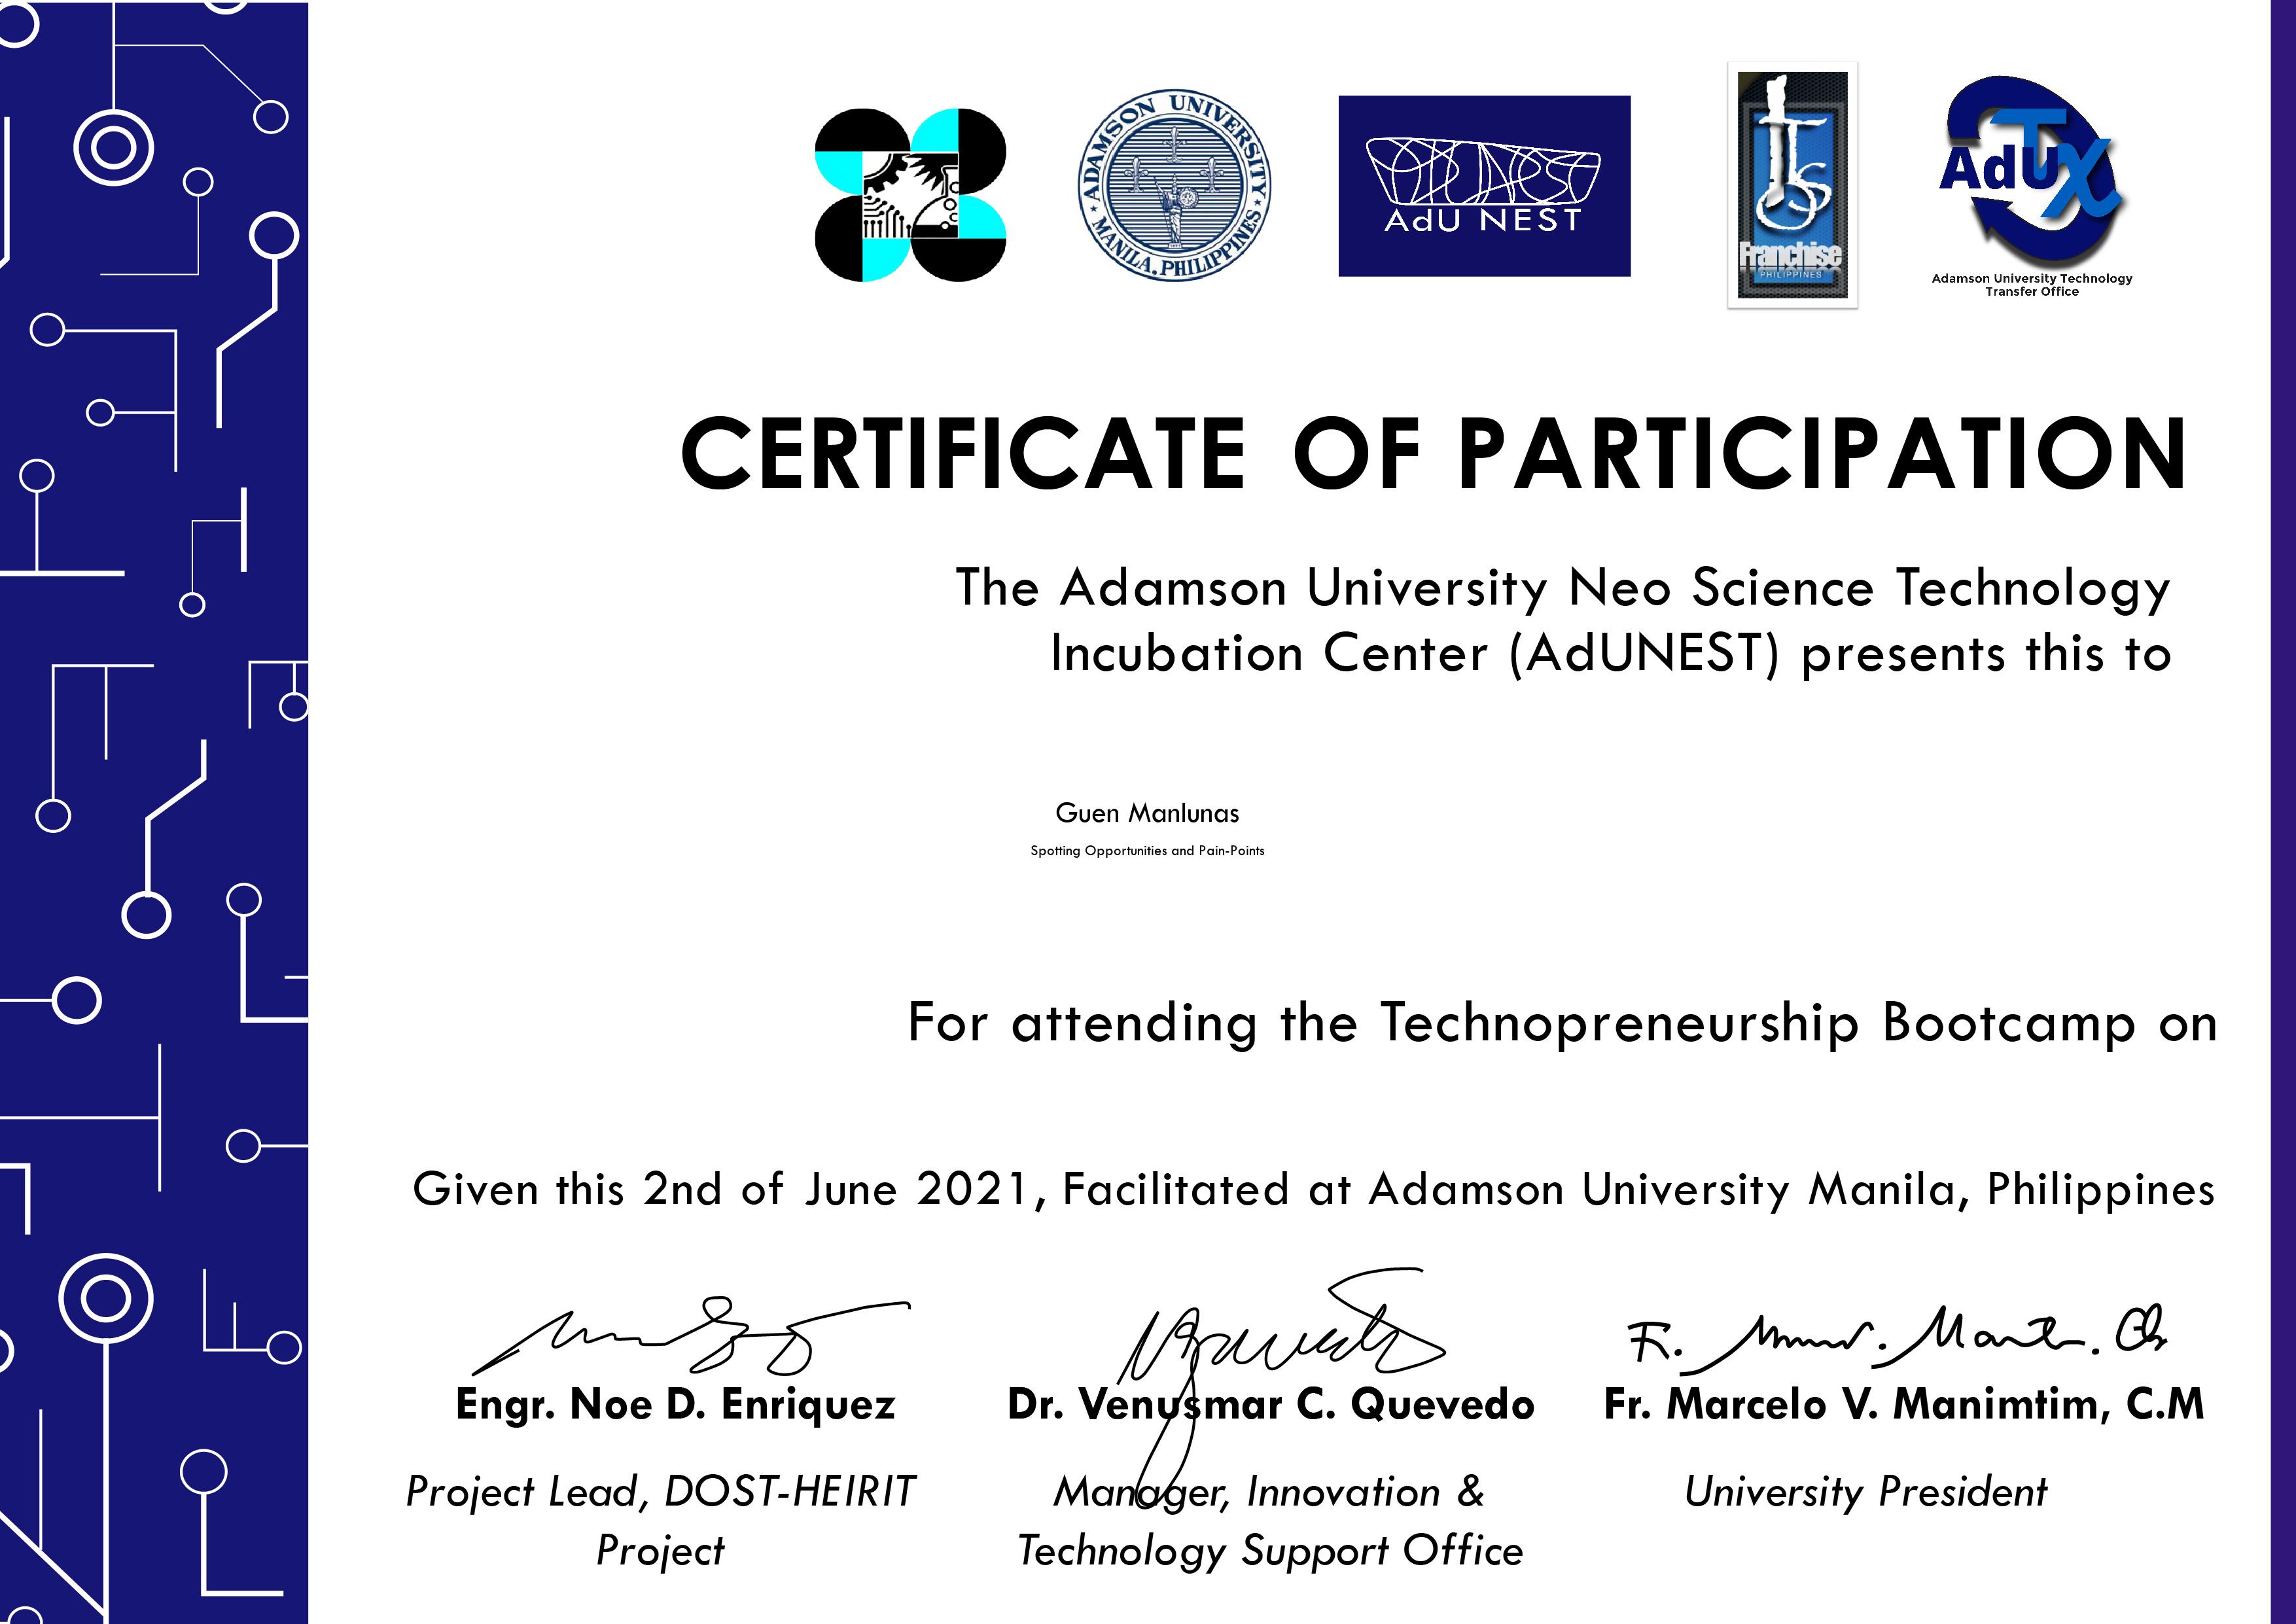 ADAMSON UNIVERSITY
MANILA, PHILIPPINES
AdU NEST
Franchise
PHILIPPINES
AdU TX
Adamson University Technology
Transfer Office
CERTIFICATE OF PARTICIPATION
The Adamson University Neo Science Technology
Incubation Center (AdUNEST) presents this to
Guen Manlunas
Spotting Opportunities and Pain-Points
For attending the Technopreneurship Bootcamp on
Given this 2nd of June 2021, Facilitated at Adamson University Manila, Philippines
Engr. Noe D. Enriquez
Dr. Venusmar C. Quevedo
Fr. Marcelo V. Manimtim, C.M
Project Lead, DOST-HEIRIT
Project
Manager, Innovation &
Technology Support Office
University President